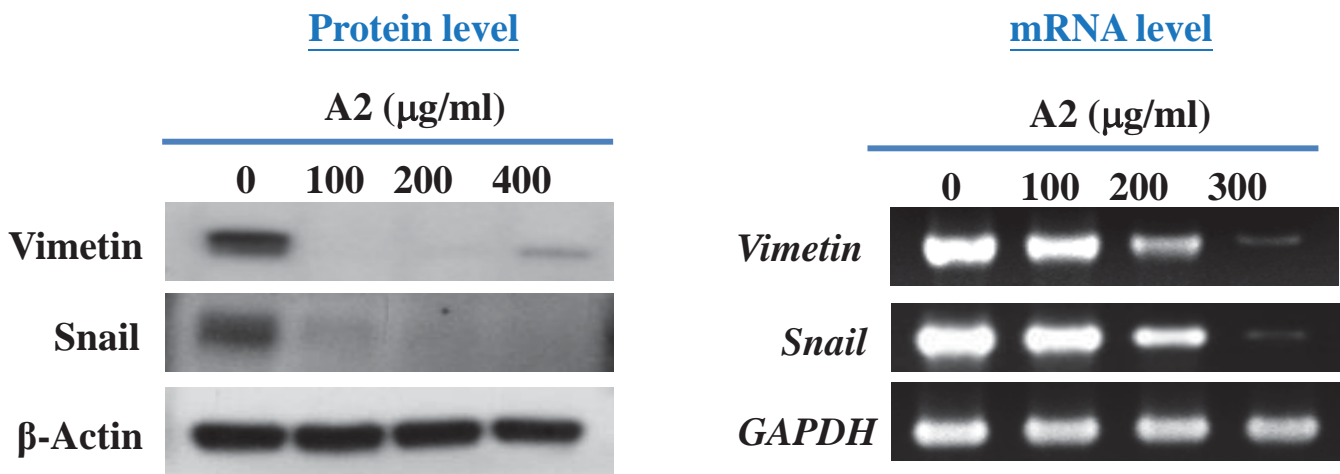 Protein level
A2 (μg/ml)
0 100 200 400
Vimetin
Snail
β-Actin
mRNA level
A2 (μg/ml)
0 100 200 300
Vimetin
Snail
GAPDH